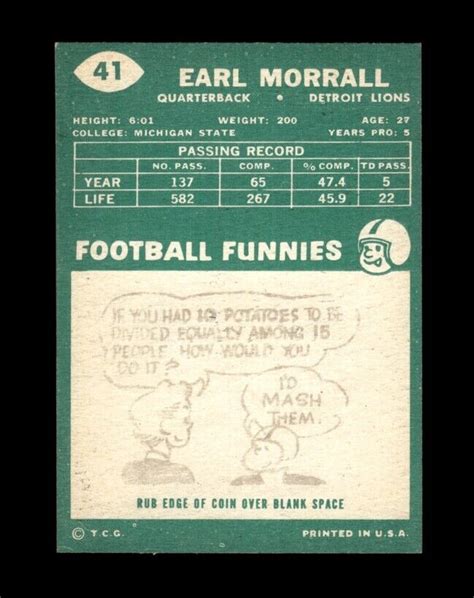 41
EARL MORRALL
QUARTERBACK • DETROIT LIONS
HEIGHT: 6:01 WEIGHT: 200 AGE: 27
COLLEGE: MICHIGAN STATE YEARS PRO: 5
PASSING RECORD
NO. PASS. COMP. % COMP. TD PASS.
YEAR 137 65 47.4 5
LIFE 582 267 45.9 22
FOOTBALL FUNNIES
IF YOU HAD 10 POTATOES TO BE
DIVIDED EQUALLY AMONG 15
PEOPLE, HOW WOULD YOU
DO IT?
I'D
MASH
THEM.
RUB EDGE OF COIN OVER BLANK SPACE
© T.C.G. PRINTED IN U.S.A.